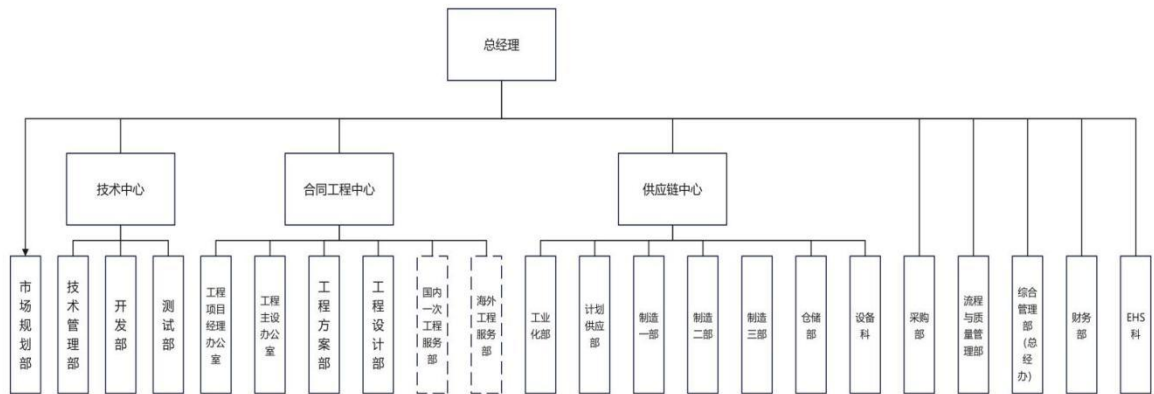 总经理
技术中心
合同工程中心
供应链中心
市
场
规
划
部
技
术
管
理
部
开
发
部
测
试
部
工程
项目
经理
办公
室
工程
主设
办公
室
工
程
方
案
部
工
程
设
计
部
国内
一次
工程
服务
部
海外
工程
服务
部
工业
化部
计划
供应
部
制造
一部
制造
二部
制造
三部
仓储
部
设备
科
采购
部
流程
与质
量管
理部
综合
管理
部
(总
经
办)
财务
部
EHS
科